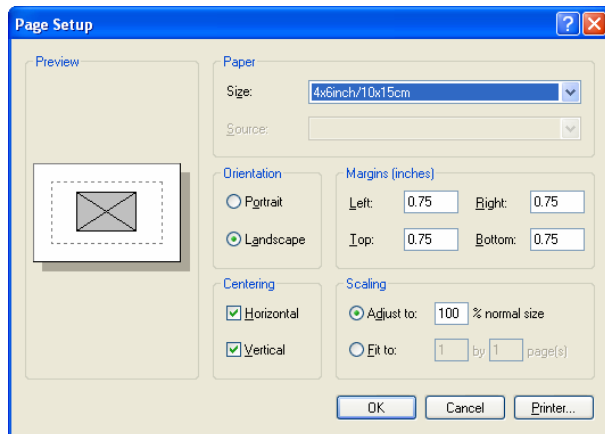 Page Setup
Preview
Paper
Size: 4x6inch/10x15cm
Source:
Orientation
Portrait
Landscape
Margins (inches)
Left: 0.75 Right: 0.75
Top: 0.75 Bottom: 0.75
Centering
Horizontal
Vertical
Scaling
Adjust to: 100 % normal size
Fit to: 1 by 1 page(s)
OK Cancel Printer...